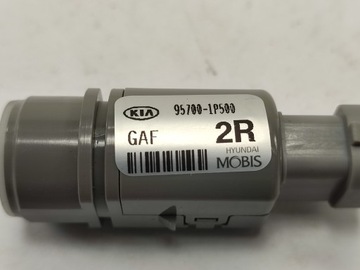 KIA 95700-1P500
GAF 2R
HYUNDAI
MOBIS